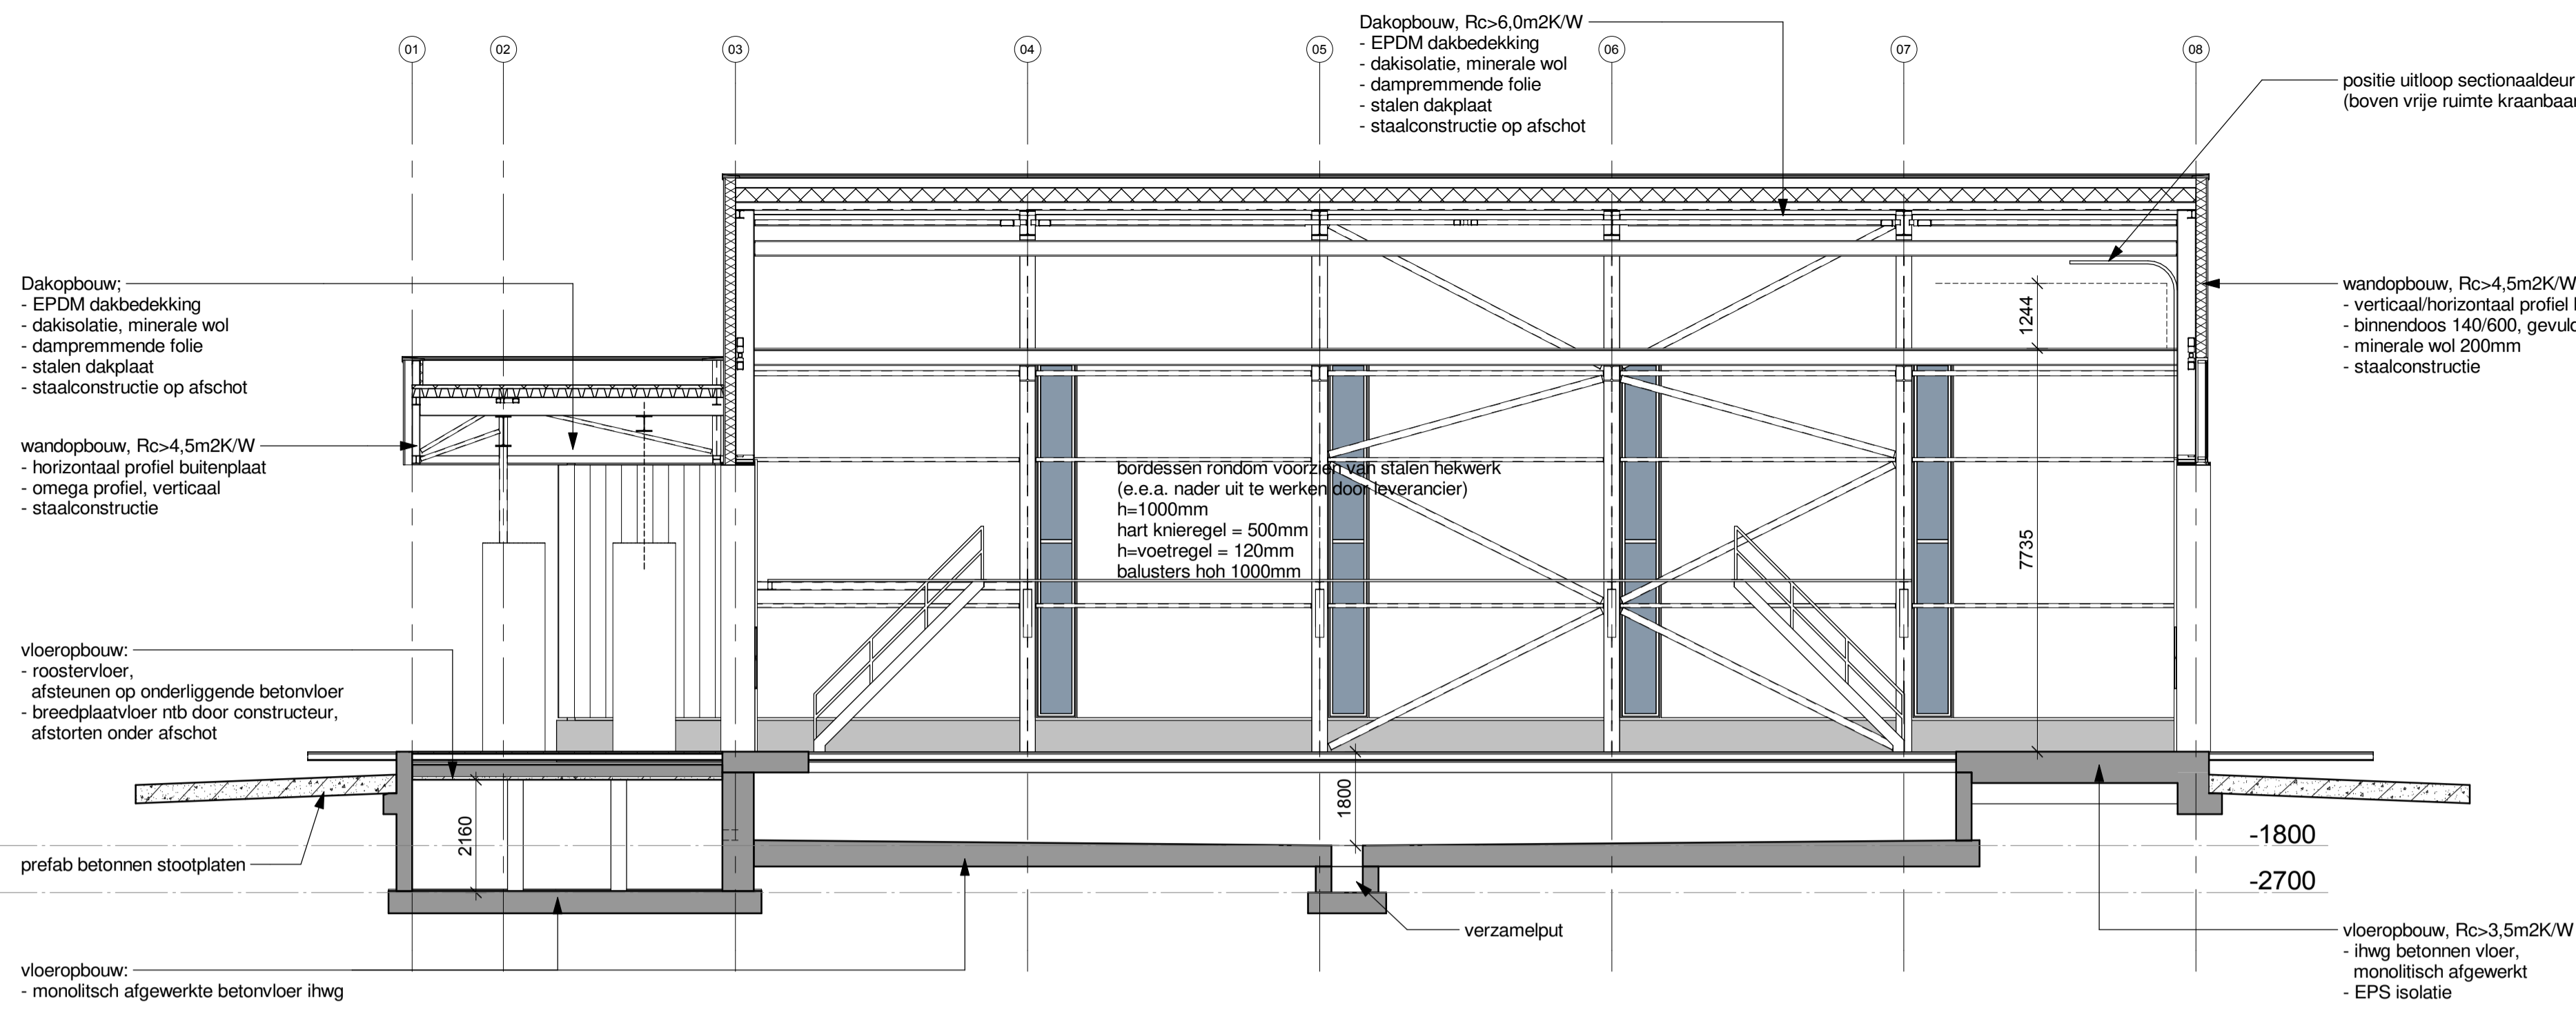 01
02
03
04
05
06
07
08
Dakopbouw, Rc>6,0m2K/W
- EPDM dakbedekking
- dakisolatie, minerale wol
- dampremmende folie
- stalen dakplaat
- staalconstructie op afschot
positie uitloop sectionaaldeur
(boven vrije ruimte kraanbaan
Dakopbouw;
- EPDM dakbedekking
- dakisolatie, minerale wol
- dampremmende folie
- stalen dakplaat
- staalconstructie op afschot
wandopbouw, Rc>4,5m2K/W
- verticaal/horizontaal profiel
- binnendoos 140/600,
- minerale wol 200mm
- staalconstructie
1244
wandopbouw, Rc>4,5m2K/W
- horizontaal profiel buitenplaat
- omega profiel, verticaal
- staalconstructie
bordessen rondom voorzien van stalen hekwerk
(e.e.a. nader uit te werken door leverancier)
h=1000mm
hart knieregel = 500mm
h=voetregel = 120mm
balusters hoh 1000mm
7735
vloeropbouw:
- roostervloer,
afsteunen op onderliggende betonvloer
- breedplaatvloer ntb door constructeur,
afstorten onder afschot
1800
2160
prefab betonnen stootplaten
-1800
-2700
verzamelput
vloeropbouw, Rc>3,5m2K/W
- ihwg betonnen vloer,
monolitisch afgewerkt
- EPS isolatie
vloeropbouw:
- monolitsch afgewerkte betonvloer ihwg